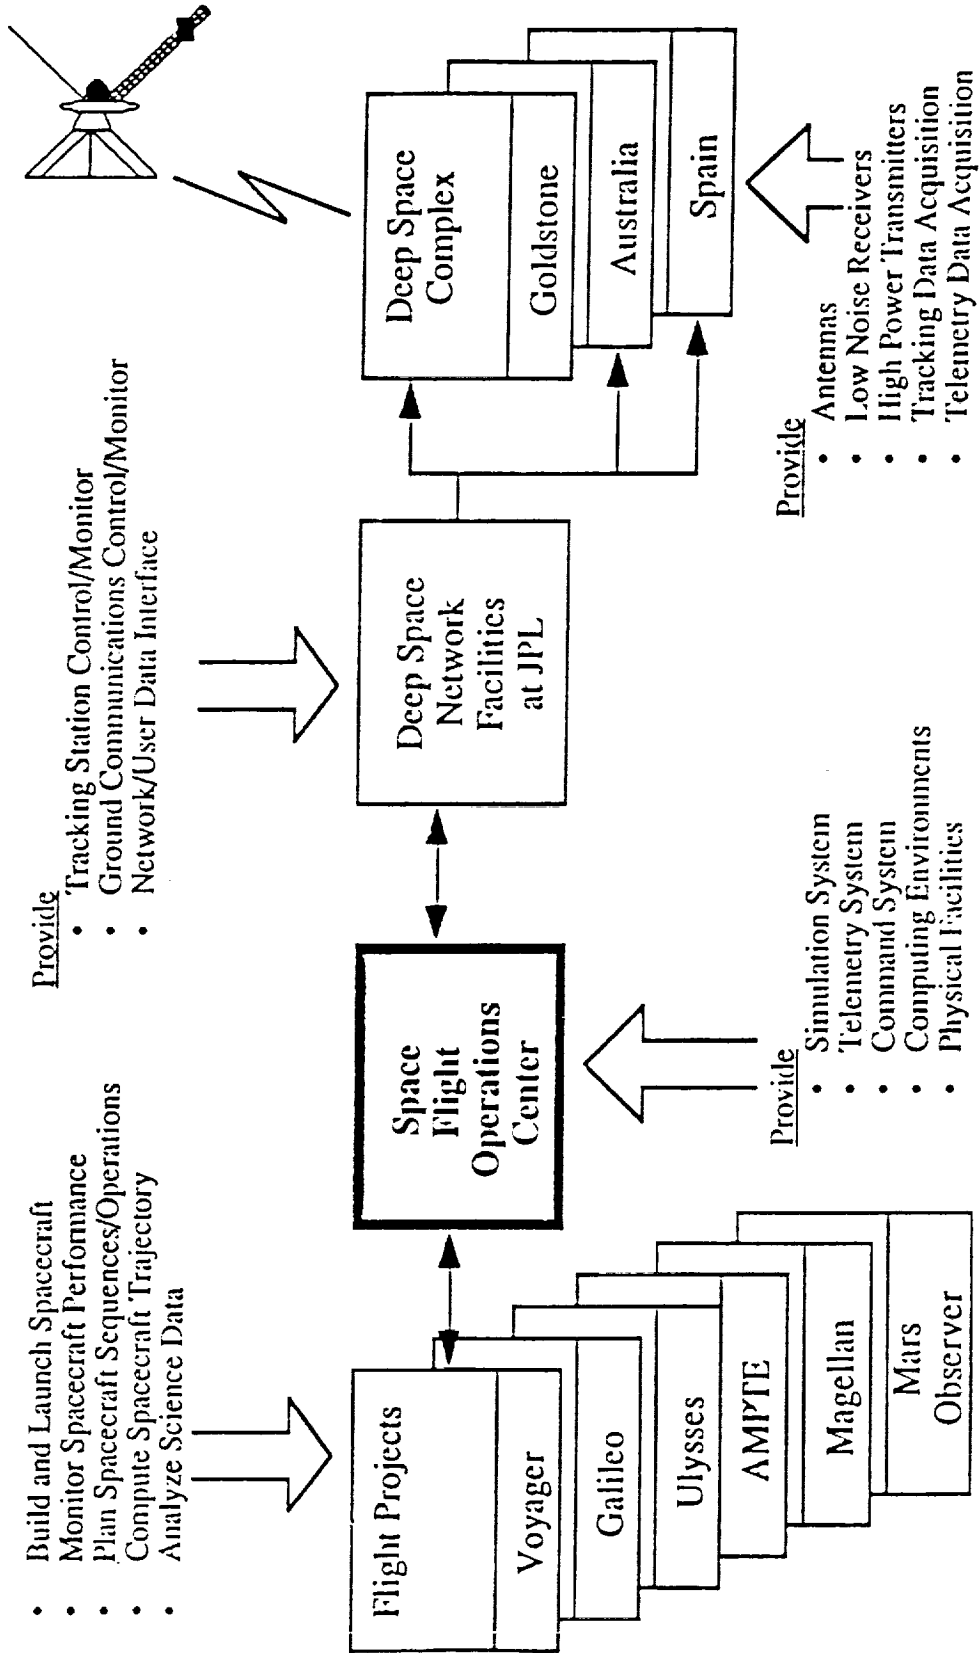 • Build and Launch Spacecraft
• Monitor Spacecraft Performance
• Plan Spacecraft Sequences/Operations
• Compute Spacecraft Trajectory
• Analyze Science Data
Flight Projects
Voyager
Galileo
Ulysses
AMPTE
Magellan
Mars
Observer
Space
Flight
Operations
Center
Provide
• Simulation System
• Telemetry System
• Command System
• Computing Environments
• Physical Facilities
Provide
• Tracking Station Control/Monitor
• Ground Communications Control/Monitor
• Network/User Data Interface
Deep Space
Network
Facilities
at JPL
Deep Space
Complex
Goldstone
Australia
Spain
Provide
• Antennas
• Low Noise Receivers
• High Power Transmitters
• Tracking Data Acquisition
• Telemetry Data Acquisition